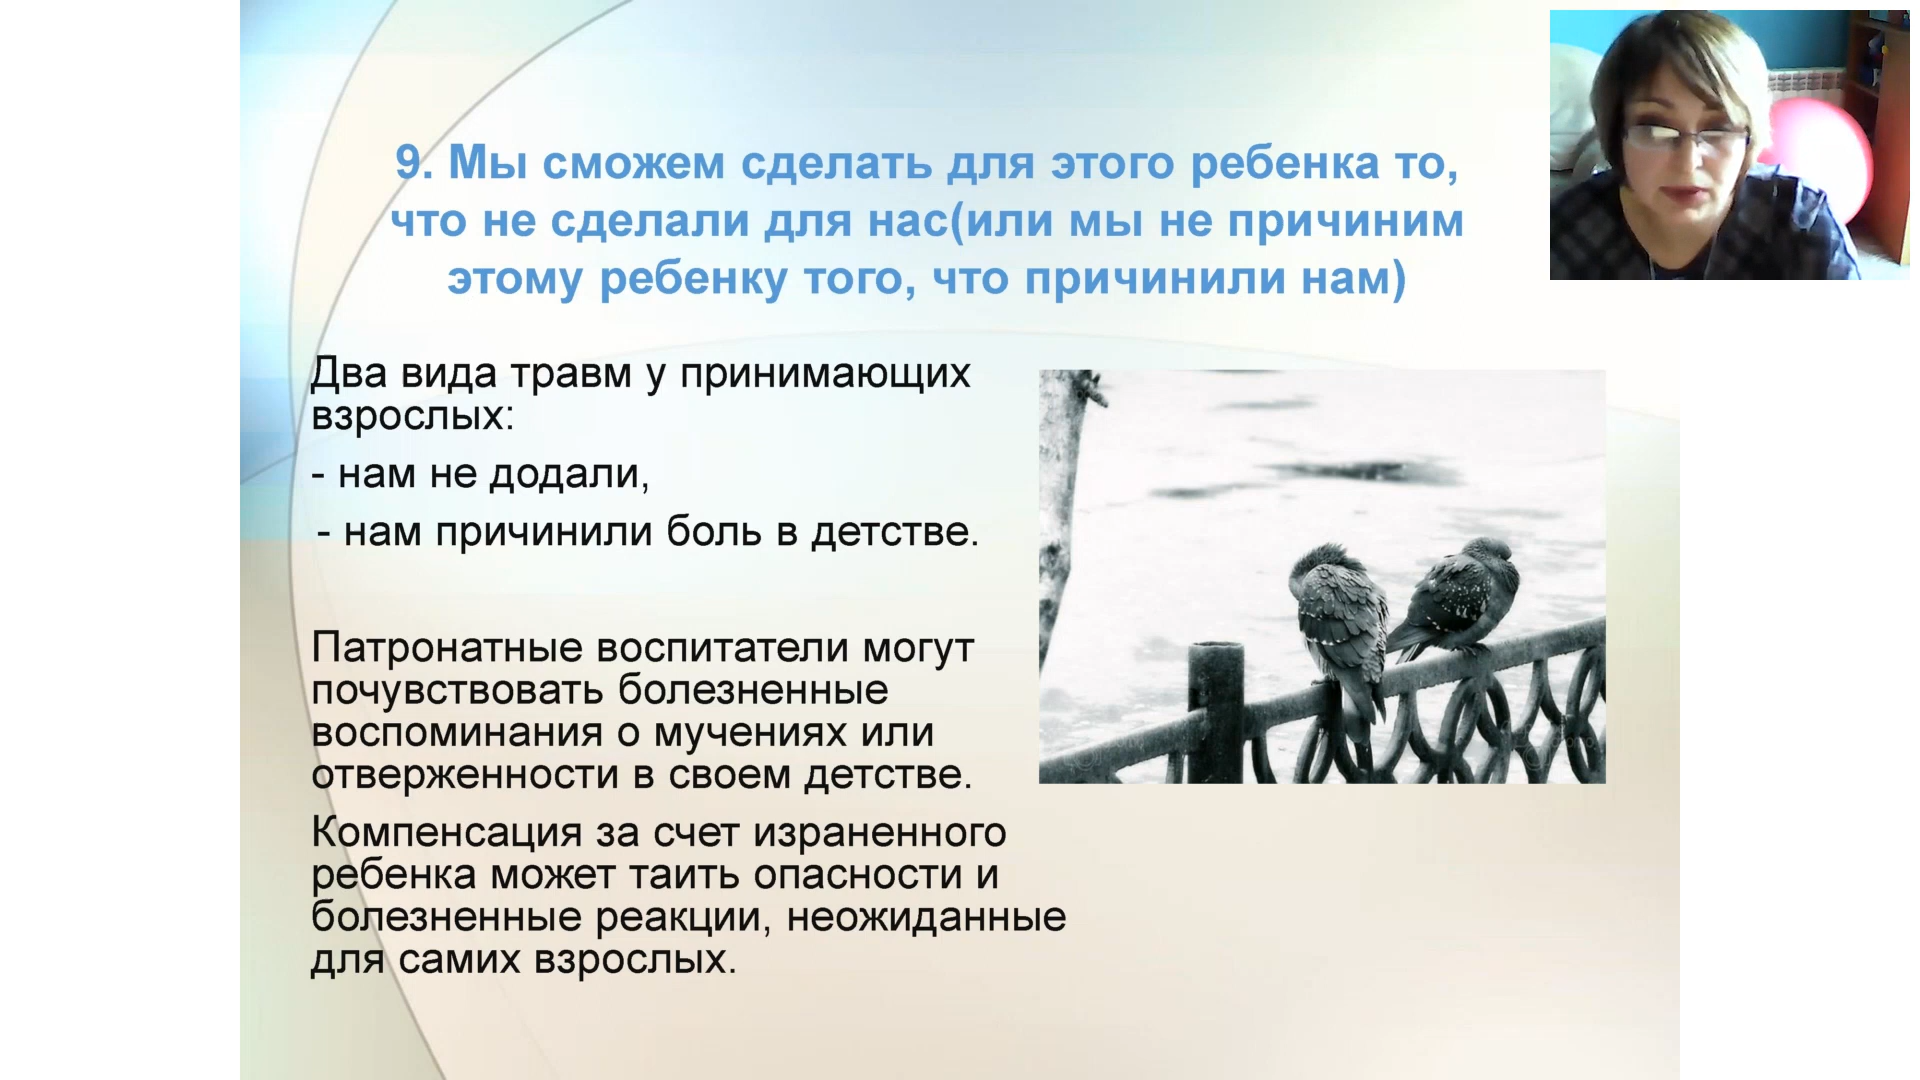 9. Мы сможем сделать для этого ребенка то,
что не сделали для нас(или мы не причиним
этому ребенку того, что причинили нам)
Два вида травм у принимающих
взрослых:
- нам не додали,
- нам причинили боль в детстве.
Патронатные воспитатели могут
почувствовать болезненные
воспоминания о мучениях или
отверженности в своем детстве.
Компенсация за счет израненного
ребенка может таить опасности и
болезненные реакции, неожиданные
для самих взрослых.